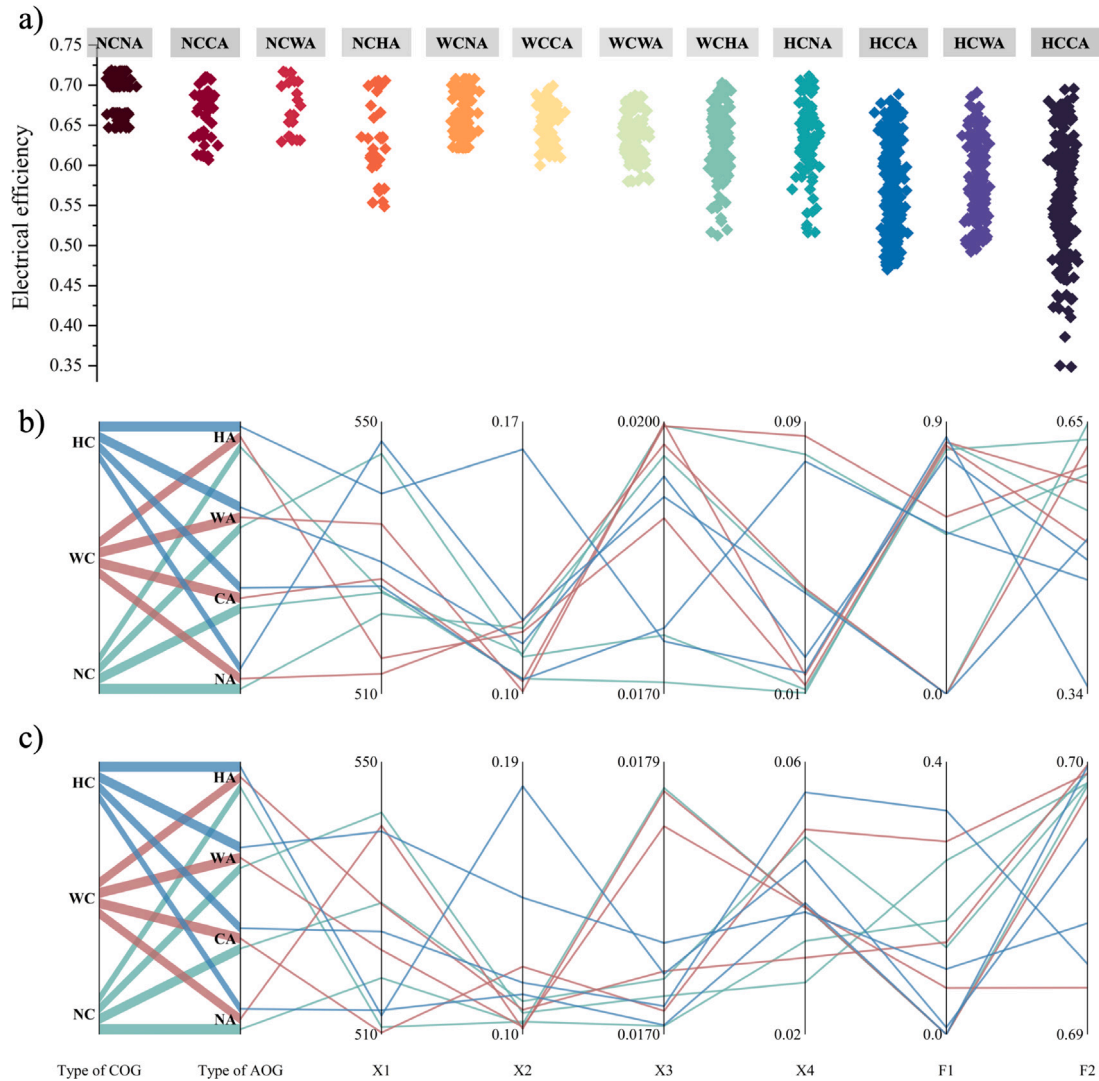 a)
NCNA NCCA NCWA NCHA WCNA WCCA WCWA WCHA HCNA HCCA HCWA HCCA
Electrical efficiency
0.75
0.70
0.65
0.60
0.55
0.50
0.45
0.40
0.35
b)
550 0.17 0.0200 0.09 0.9 0.65
HC HA
WA
WC
CA
NC NA
510 0.10 0.0170 0.01 0.0 0.34
c)
550 0.19 0.0179 0.06 0.4 0.70
HC HA
WA
WC
CA
NC NA
510 0.10 0.0170 0.02 0.0 0.69
Type of COG Type of AOG X1 X2 X3 X4 F1 F2